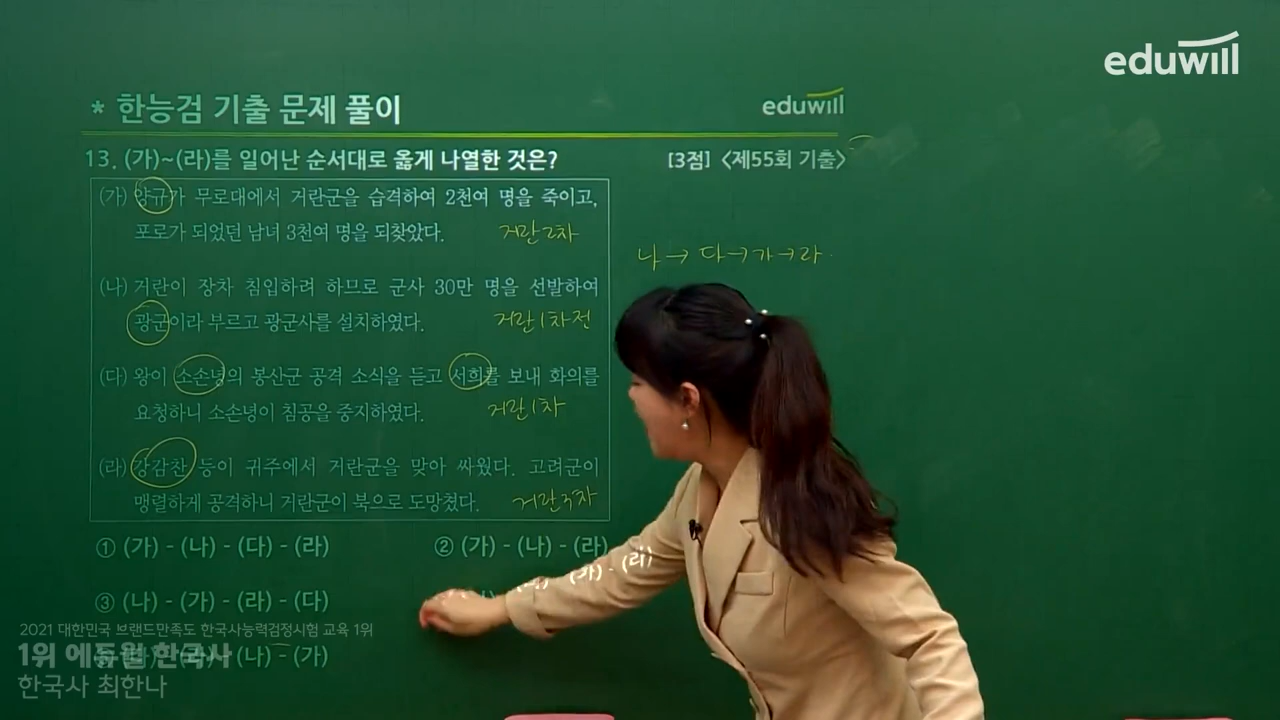 eduwill
* 한능검 기출 문제 풀이
eduwill
13. (가)~(라)를 일어난 순서대로 옳게 나열한 것은?
[3점] <제55회 기출>
(가) 양규가 무로대에서 거란군을 습격하여 2천여 명을 죽이고,
포로가 되었던 남녀 3천여 명을 되찾았다.
거란 2차
나 → 다 → 가 → 라
(나) 거란이 장차 침입하려 하므로 군사 30만 명을 선발하여
광군이라 부르고 광군사를 설치하였다.
거란 1차 전
(다) 왕이 소손녕의 봉산군 공격 소식을 듣고 서희를 보내 화의를
요청하니 소손녕이 침공을 중지하였다.
거란 1차
(라) 강감찬 등이 귀주에서 거란군을 맞아 싸웠다. 고려군이
맹렬하게 공격하니 거란군이 북으로 도망쳤다.
거란 3차
① (가) - (나) - (다) - (라)
② (가) - (나) - (라)
③ (나) - (가) - (라) - (다)
(가) - (라)
(나) - (가)
2021 대한민국 브랜드만족도 한국사능력검정시험 교육 1위
1위 에듀윌 한국사
한국사 최한나